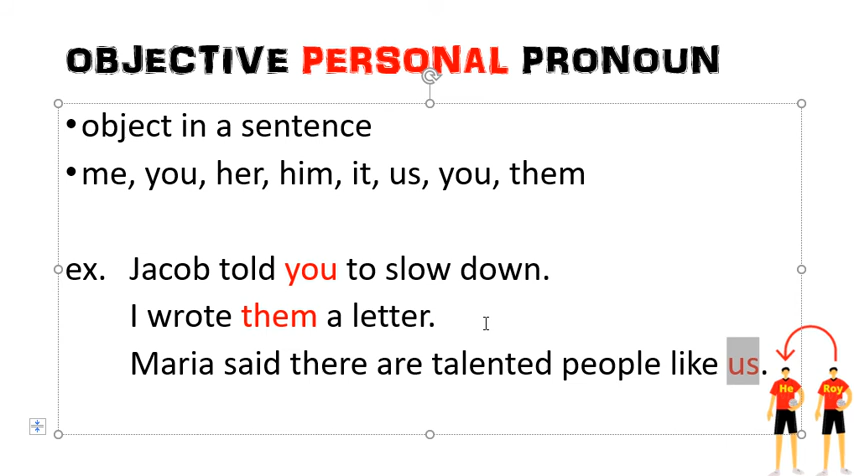 OBJECTIVE PERSONAL PRONOUN
•object in a sentence
•me, you, her, him, it, us, you, them
ex. Jacob told you to slow down.
I wrote them a letter.
Maria said there are talented people like us.
He Roy